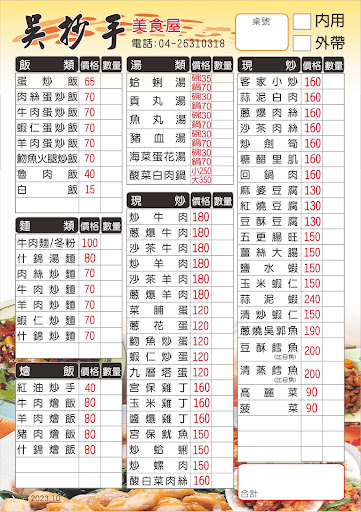 吳抄手 美食屋
電話:04-26310318
桌號
內用
外帶
飯類 價格 數量
蛋炒飯 65
肉絲蛋炒飯 70
牛肉蛋炒飯 70
蝦仁蛋炒飯 70
羊肉蛋炒飯 70
魩魚火腿炒飯 70
魯肉飯 40
白飯 15
麵類 價格 數量
牛肉麵/冬粉 100
什錦湯麵 80
肉絲炒麵 70
牛肉炒麵 70
羊肉炒麵 70
蝦仁炒麵 70
什錦炒麵 70
燴飯 價格 數量
紅油炒手 40
牛肉燴飯 80
羊肉燴飯 80
豬肉燴飯 80
什錦燴飯 80
2023.10
湯類 價格 數量
蛤蜊湯 碗35 鍋70
貢丸湯 碗30 鍋70
魚丸湯 碗30 鍋70
豬血湯 碗30 鍋70
海菜蛋花湯 碗30 鍋70
酸菜白肉鍋 小250 大350
現炒 價格 數量
炒牛肉 180
蔥爆牛肉 180
沙茶牛肉 180
炒羊肉 180
沙茶羊肉 180
蔥爆羊肉 180
菜脯蛋 120
蔥花蛋 120
魩魚炒蛋 120
蝦仁炒蛋 120
九層塔蛋 120
宮保雞丁 160
玉米雞丁 160
醬爆雞丁 160
宮保魷魚 150
炒蛤蜊 150
炒螺肉 150
酸白菜肉絲 160
現炒 價格 數量
客家小炒 160
蒜泥白肉 160
蔥爆肉絲 160
沙茶肉絲 160
炒劍筍 160
糖醋里肌 160
回鍋肉 160
麻婆豆腐 130
紅燒豆腐 130
豆酥豆腐 130
五更腸旺 150
薑絲大腸 150
鹽水蝦 150
玉米蝦仁 150
蒜泥蝦 240
清炒蝦仁 150
蔥燒吳郭魚 190
豆酥鱈魚(比目魚) 200
清蒸鱈魚(比目魚) 200
高麗菜 90
菠菜 90
合計